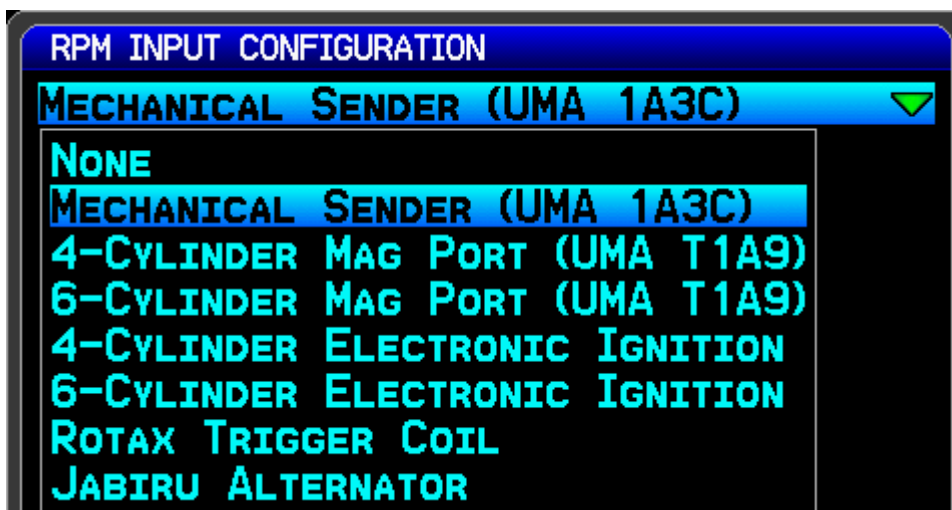 RPM INPUT CONFIGURATION
MECHANICAL SENDER (UMA 1A3C)
NONE
MECHANICAL SENDER (UMA 1A3C)
4-CYLINDER MAG PORT (UMA T1A9)
6-CYLINDER MAG PORT (UMA T1A9)
4-CYLINDER ELECTRONIC IGNITION
6-CYLINDER ELECTRONIC IGNITION
ROTAX TRIGGER COIL
JABIRU ALTERNATOR